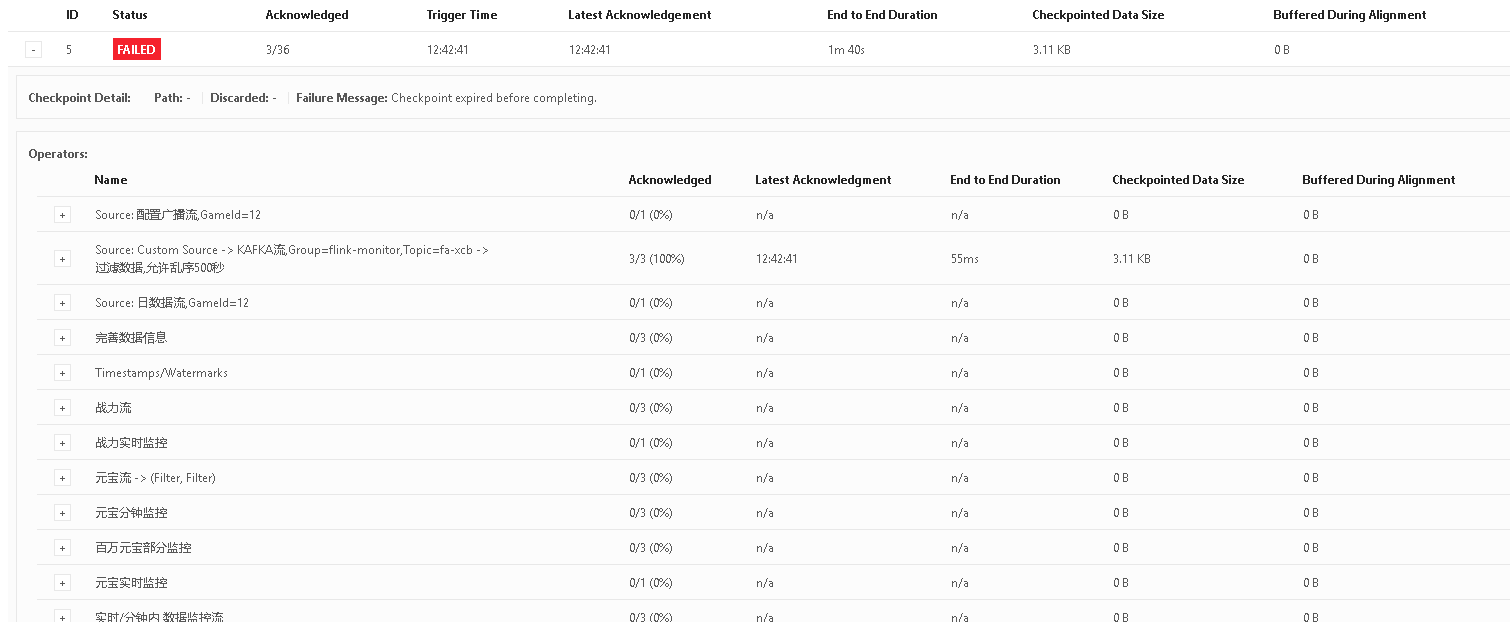 ID Status Acknowledged Trigger Time Latest Acknowledgement End to End Duration Checkpointed Data Size Buffered During Alignment
- 5 FAILED 3/36 12:42:41 12:42:41 1m 40s 3.11 KB 0 B
Checkpoint Detail: Path: - Discarded: - Failure Message: Checkpoint expired before completing.
Operators:
Name Acknowledged Latest Acknowledgment End to End Duration Checkpointed Data Size Buffered During Alignment
+ Source: 配置广播流,GameId=12 0/1 (0%) n/a n/a 0 B 0 B
Source: Custom Source -> KAFKA流,Group=flink-monitor,Topic=fa-xcb ->
+ 过滤数据,允许乱序500秒 3/3 (100%) 12:42:41 55ms 3.11 KB 0 B
+ Source: 日数据流,GameId=12 0/1 (0%) n/a n/a 0 B 0 B
+ 完善数据信息 0/3 (0%) n/a n/a 0 B 0 B
+ Timestamps/Watermarks 0/1 (0%) n/a n/a 0 B 0 B
+ 战力流 0/3 (0%) n/a n/a 0 B 0 B
+ 战力实时监控 0/1 (0%) n/a n/a 0 B 0 B
+ 元宝流 -> (Filter, Filter) 0/3 (0%) n/a n/a 0 B 0 B
+ 元宝分钟监控 0/3 (0%) n/a n/a 0 B 0 B
+ 百万元宝部分监控 0/3 (0%) n/a n/a 0 B 0 B
+ 元宝实时监控 0/1 (0%) n/a n/a 0 B 0 B
+ 实时/分钟内 数据监控流 0/3 (0%) n/a n/a 0 B 0 B